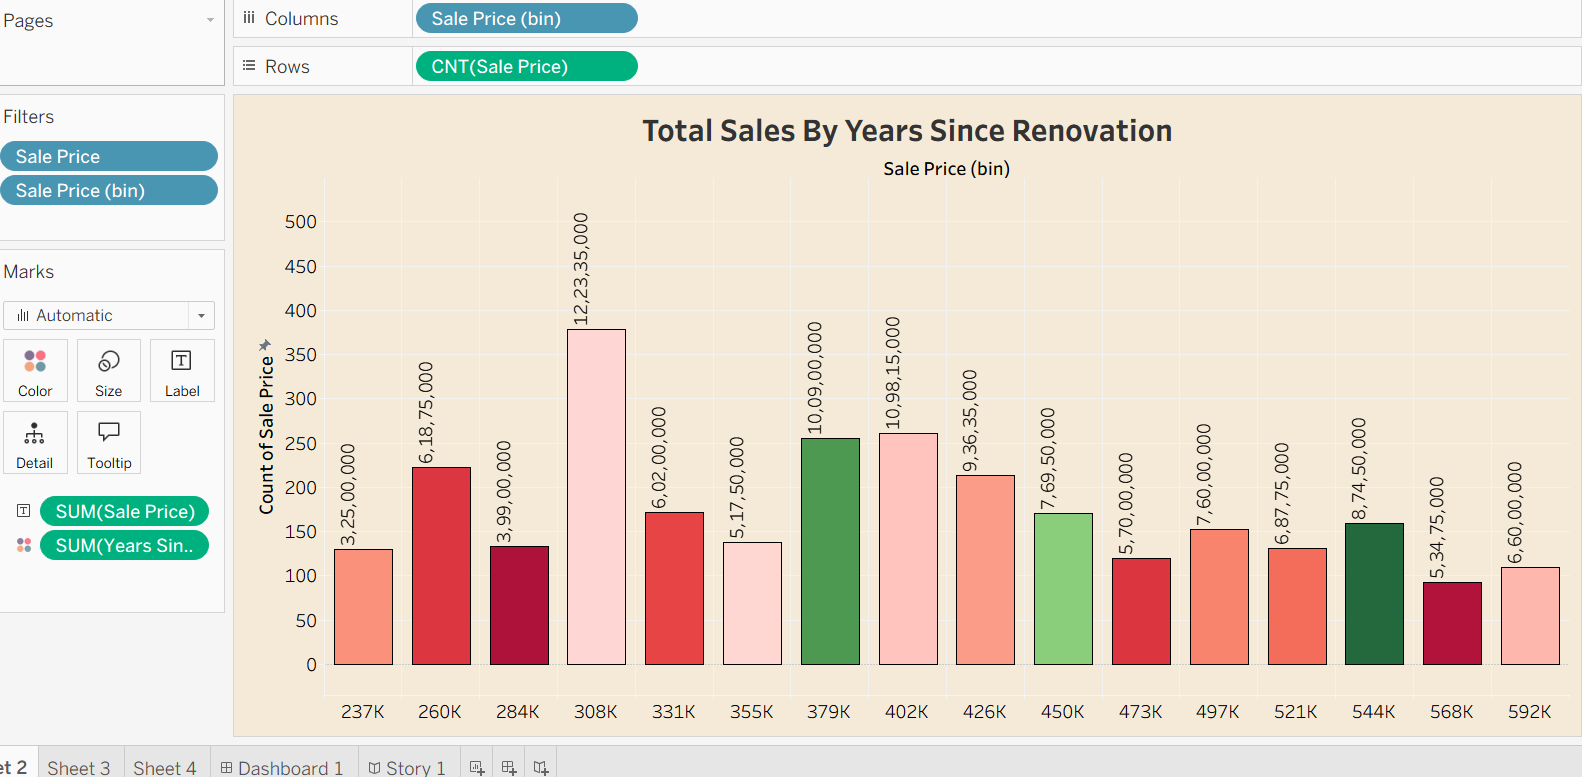 Pages
Columns
Sale Price (bin)
Rows
CNT(Sale Price)
Filters
Sale Price
Sale Price (bin)
Marks
Automatic
Color
Size
Label
Detail
Tooltip
SUM(Sale Price)
SUM(Years Sin..
Total Sales By Years Since Renovation
Sale Price (bin)
Count of Sale Price
500
450
400
350
300
250
200
150
100
50
0
3,25,00,000
6,18,75,000
3,99,00,000
12,23,35,000
6,02,00,000
5,17,50,000
10,09,00,000
10,98,15,000
9,36,35,000
7,69,50,000
5,70,00,000
7,60,00,000
6,87,75,000
8,74,50,000
5,34,75,000
6,60,00,000
237K 260K 284K 308K 331K 355K 379K 402K 426K 450K 473K 497K 521K 544K 568K 592K
et 2 Sheet 3 Sheet 4 Dashboard 1 Story 1